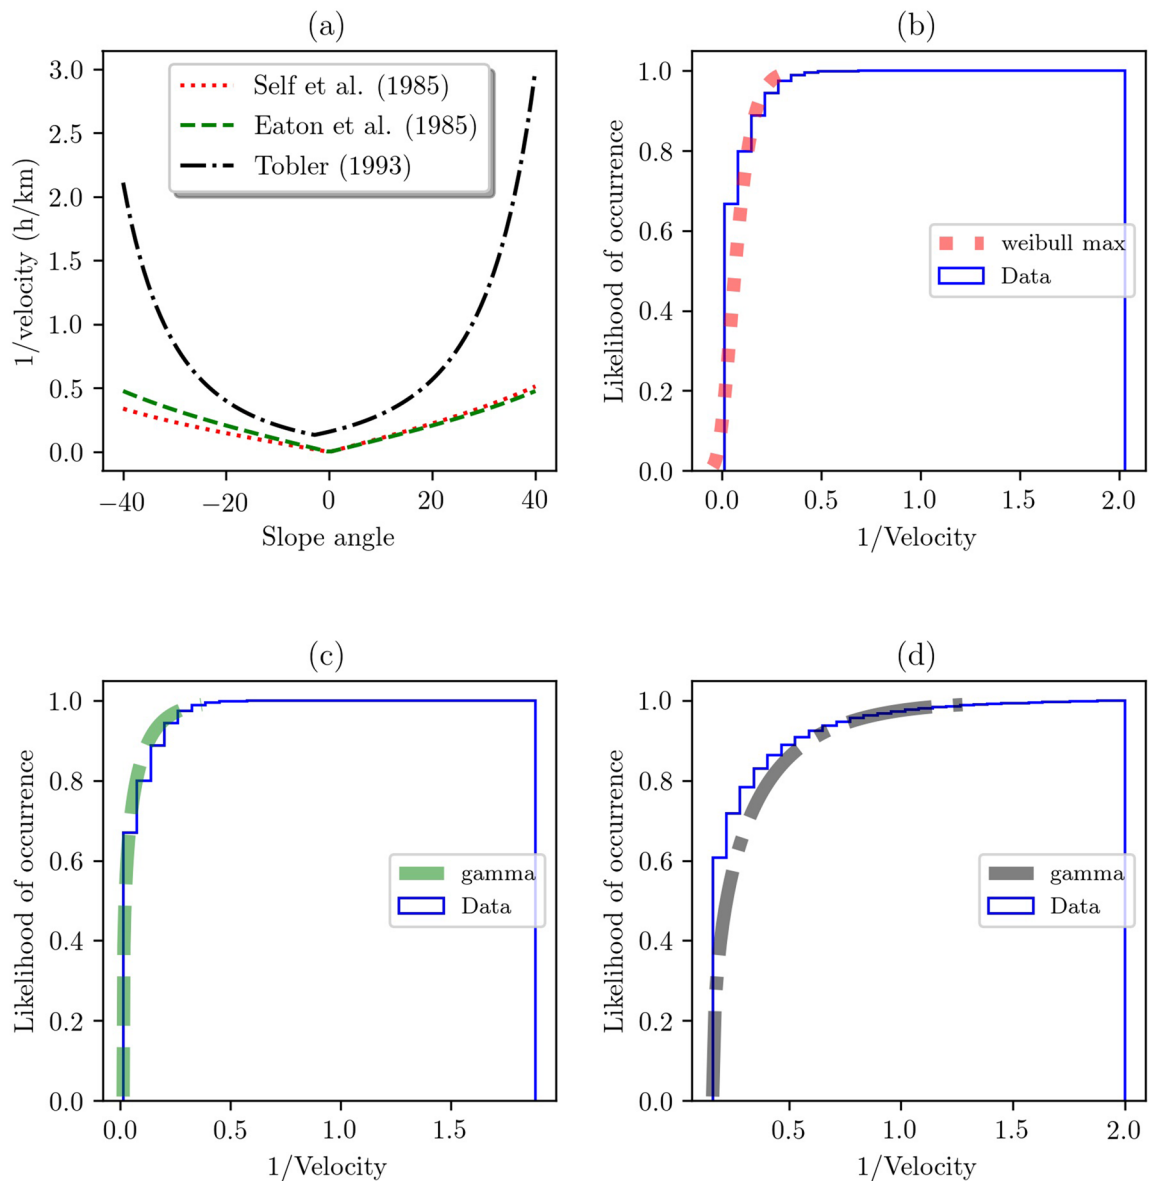 (a)
3.0
2.5
2.0
1.5
1.0
0.5
0.0
1/velocity (h/km)
Self et al. (1985)
Eaton et al. (1985)
Tobler (1993)
−40 −20 0 20 40
Slope angle
(b)
1.0
0.8
0.6
0.4
0.2
0.0
Likelihood of occurrence
weibull max
Data
0.0 0.5 1.0 1.5 2.0
1/Velocity
(c)
1.0
0.8
0.6
0.4
0.2
0.0
Likelihood of occurrence
gamma
Data
0.0 0.5 1.0 1.5
1/Velocity
(d)
1.0
0.8
0.6
0.4
0.2
0.0
Likelihood of occurrence
gamma
Data
0.5 1.0 1.5 2.0
1/Velocity